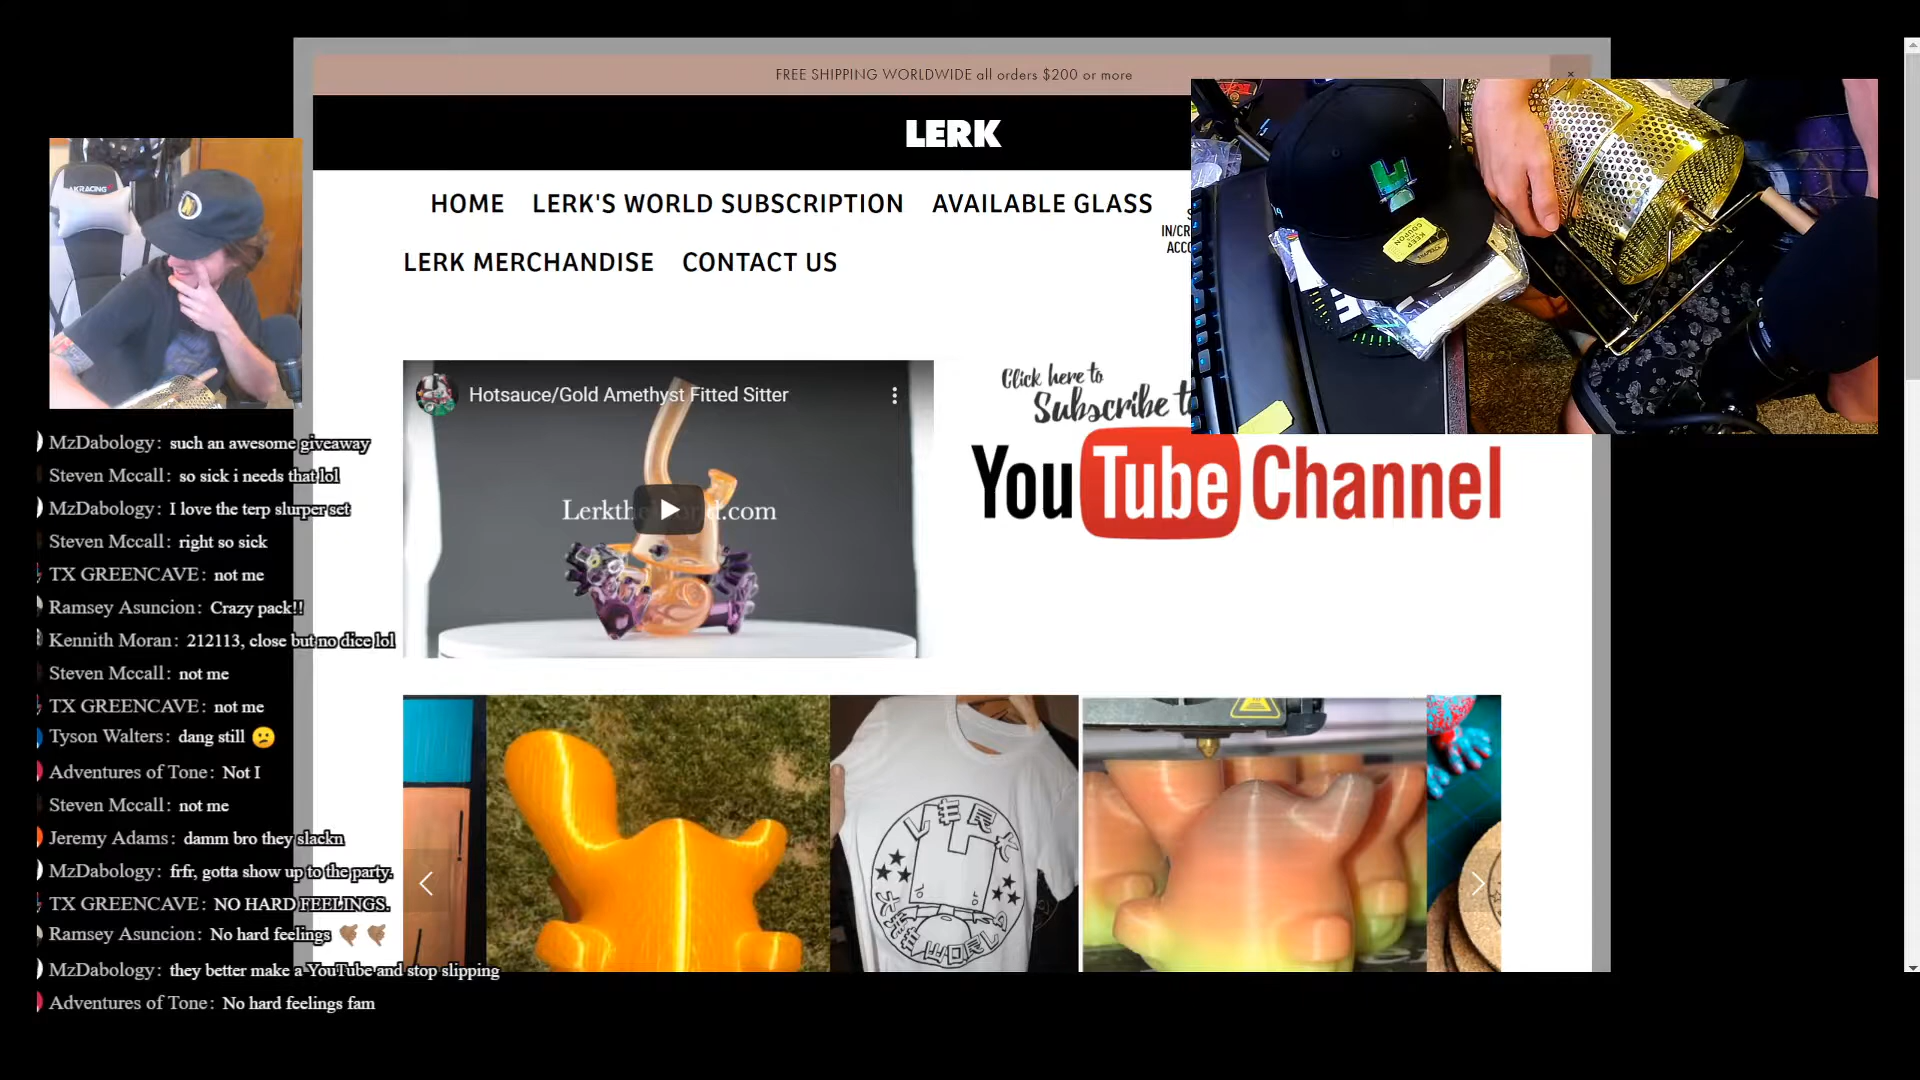 FREE SHIPPING WORLDWIDE all orders $200 or more
LERK
HOME LERK'S WORLD SUBSCRIPTION AVAILABLE GLASS
LERK MERCHANDISE CONTACT US
AKRACING
KEEP
COUPON
Hotsauce/Gold Amethyst Fitted Sitter
Click here to
Subscribe
YouTube Channel
MzDabology: such an awesome giveaway
Steven Mccall: so sick i needs that lol
MzDabology: I love the terp slurper set
Steven Mccall: right so sick
TX GREENCAVE: not me
Ramsey Asuncion: Crazy pack!!
Kennith Moran: 212113, close but no dice lol
Steven Mccall: not me
TX GREENCAVE: not me
Tyson Walters: dang still 😕
Adventures of Tone: Not I
Steven Mccall: not me
Jeremy Adams: damm bro they slackn
MzDabology: frfr, gotta show up to the party.
TX GREENCAVE: NO HARD FEELINGS.
Ramsey Asuncion: No hard feelings 🤙🏽 🤙🏽
MzDabology: they better make a YouTube and stop slipping
Adventures of Tone: No hard feelings fam